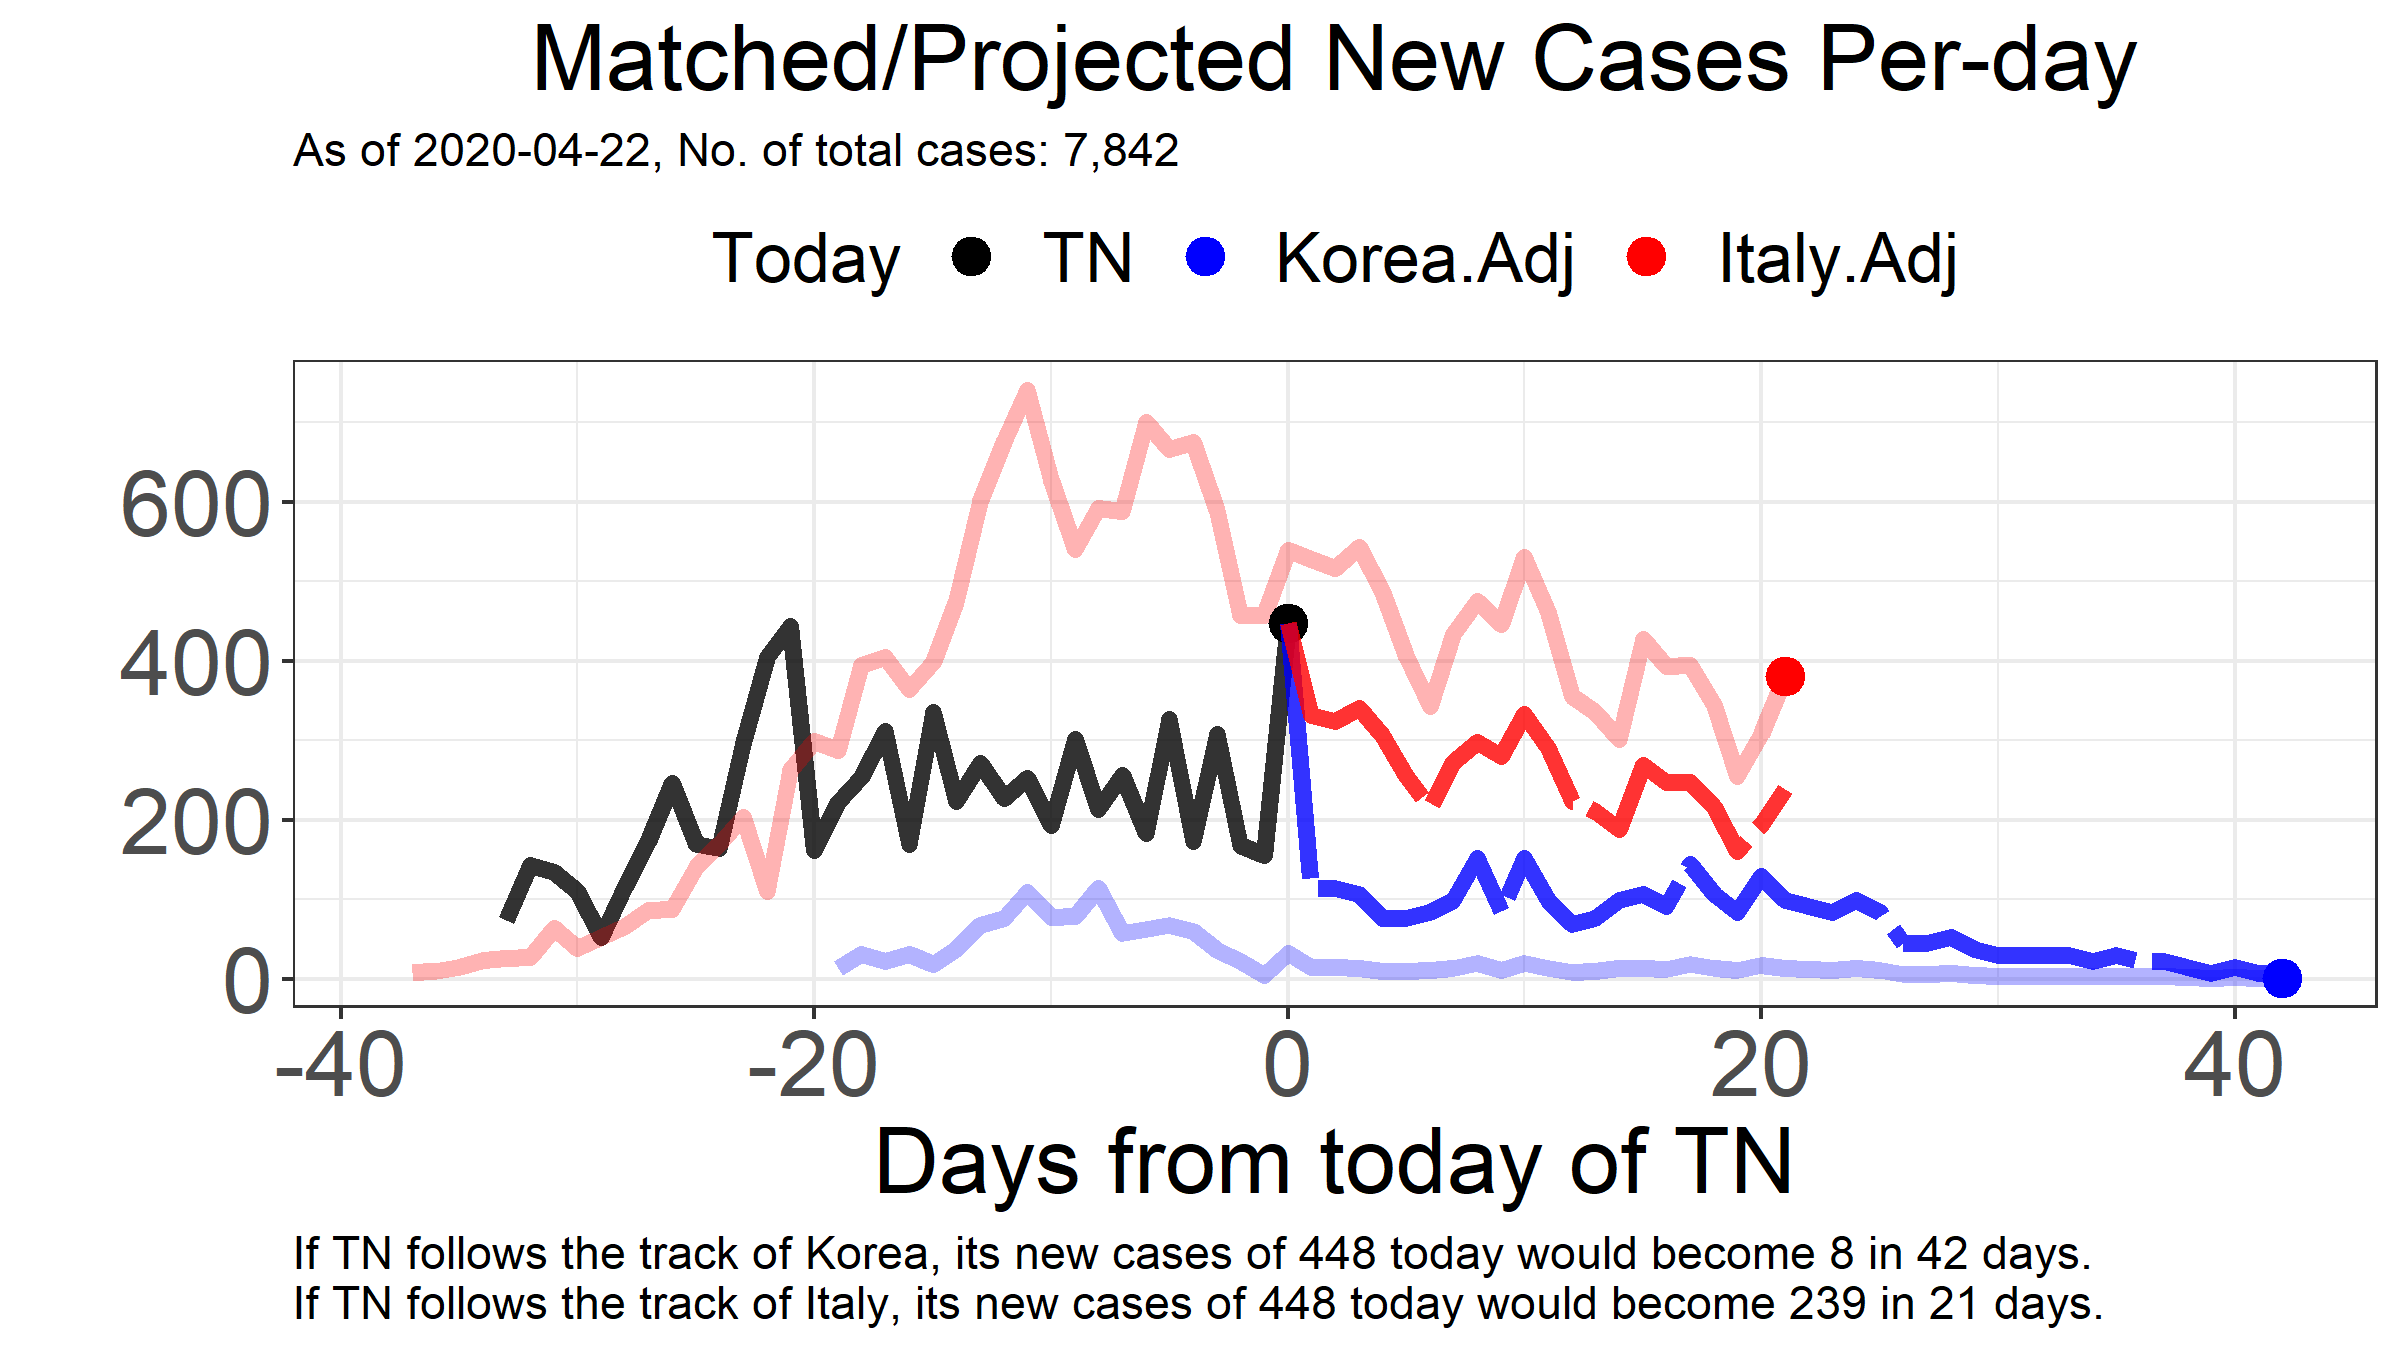 Matched/Projected New Cases Per-day
As of 2020-04-22, No. of total cases: 7,842
Today TN Korea.Adj Italy.Adj
600
400
200
0
-40 -20 0 20 40
Days from today of TN
If TN follows the track of Korea, its new cases of 448 today would become 8 in 42 days.
If TN follows the track of Italy, its new cases of 448 today would become 239 in 21 days.